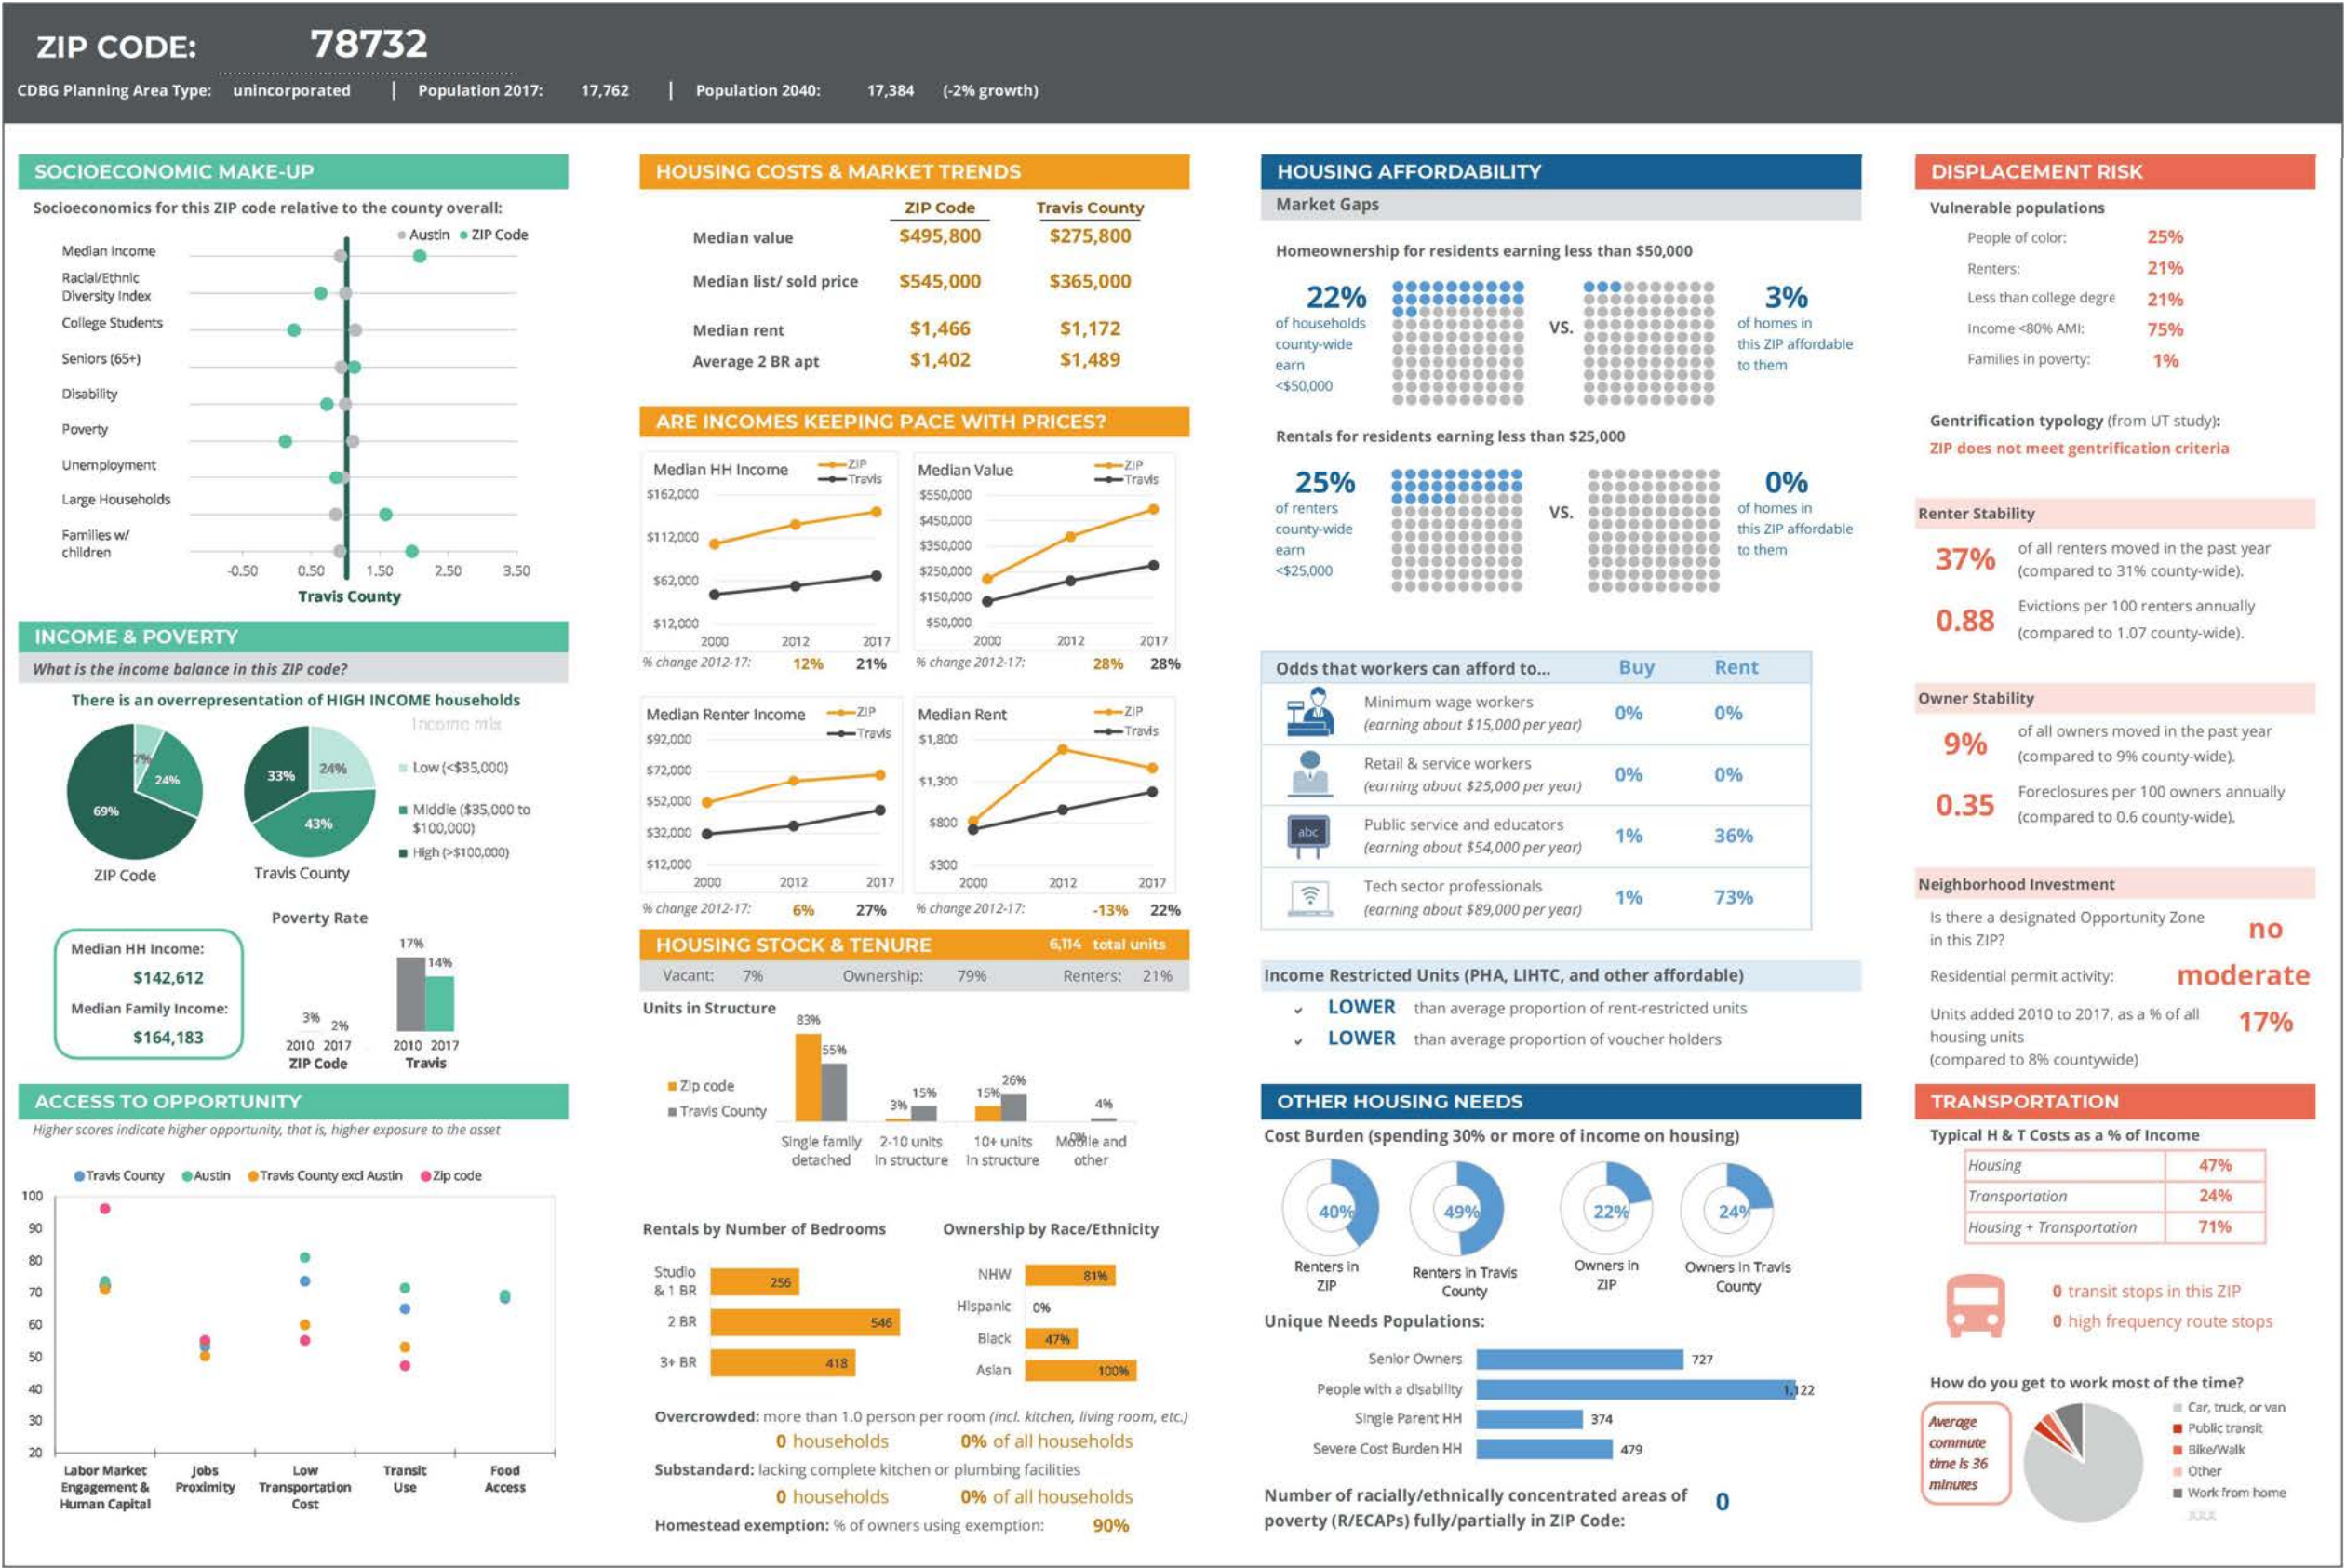 ZIP CODE: 78732
CDBG Planning Area Type: unincorporated | Population 2017: 17,762 | Population 2040: 17,384 (-2% growth)
SOCIOECONOMIC MAKE-UP
Socioeconomics for this ZIP code relative to the county overall:
Austin ZIP Code
Median Income
Racial/Ethnic
Diversity Index
College Students
Seniors (65+)
Disability
Poverty
Unemployment
Large Households
Families w/
children
-0.50 0.50 1.50 2.50 3.50
Travis County
INCOME & POVERTY
What is the income balance in this ZIP code?
There is an overrepresentation of HIGH INCOME households
Income mix
7%
24%
69%
ZIP Code
33%
24%
43%
Travis County
Low (<$35,000)
Middle ($35,000 to
$100,000)
High (>$100,000)
Median HH Income:
$142,612
Median Family Income:
$164,183
Poverty Rate
3% 2%
17% 14%
2010 2017 2010 2017
ZIP Code Travis
ACCESS TO OPPORTUNITY
Higher scores indicate higher opportunity, that is, higher exposure to the asset
Travis County Austin Travis County excl Austin Zip code
100
90
80
70
60
50
40
30
20
Labor Market
Engagement &
Human Capital
Jobs
Proximity
Low
Transportation
Cost
Transit
Use
Food
Access
HOUSING COSTS & MARKET TRENDS
ZIP Code Travis County
Median value $495,800 $275,800
Median list/ sold price $545,000 $365,000
Median rent $1,466 $1,172
Average 2 BR apt $1,402 $1,489
ARE INCOMES KEEPING PACE WITH PRICES?
Median HH Income
ZIP
Travis
$162,000
$112,000
$62,000
$12,000
2000 2012 2017
% change 2012-17: 12% 21%
Median Value
ZIP
Travis
$550,000
$450,000
$350,000
$250,000
$150,000
$50,000
2000 2012 2017
% change 2012-17: 28% 28%
Median Renter Income
ZIP
Travis
$92,000
$72,000
$52,000
$32,000
$12,000
2000 2012 2017
% change 2012-17: 6% 27%
Median Rent
ZIP
Travis
$1,800
$1,300
$800
$300
2000 2012 2017
% change 2012-17: -13% 22%
HOUSING STOCK & TENURE 6,114 total units
Vacant: 7% Ownership: 79% Renters: 21%
Units in Structure
Zip code
Travis County
83% 55%
3% 15%
15% 26%
0% 4%
Single family
detached
2-10 units
in structure
10+ units
in structure
Mobile and
other
Rentals by Number of Bedrooms
Studio
& 1 BR
256
2 BR 546
3+ BR 418
Ownership by Race/Ethnicity
NHW 81%
Hispanic 0%
Black 47%
Asian 100%
Overcrowded: more than 1.0 person per room (incl. kitchen, living room, etc.)
0 households 0% of all households
Substandard: lacking complete kitchen or plumbing facilities
0 households 0% of all households
Homestead exemption: % of owners using exemption: 90%
HOUSING AFFORDABILITY
Market Gaps
Homeownership for residents earning less than $50,000
22%
of households
county-wide
earn
<$50,000
VS.
3%
of homes in
this ZIP affordable
to them
Rentals for residents earning less than $25,000
25%
of renters
county-wide
earn
<$25,000
VS.
0%
of homes in
this ZIP affordable
to them
Odds that workers can afford to... Buy Rent
Minimum wage workers
(earning about $15,000 per year)
0% 0%
Retail & service workers
(earning about $25,000 per year)
0% 0%
abc
Public service and educators
(earning about $54,000 per year)
1% 36%
Tech sector professionals
(earning about $89,000 per year)
1% 73%
Income Restricted Units (PHA, LIHTC, and other affordable)
LOWER than average proportion of rent-restricted units
LOWER than average proportion of voucher holders
OTHER HOUSING NEEDS
Cost Burden (spending 30% or more of income on housing)
40% 49% 22% 24%
Renters in
ZIP
Renters in Travis
County
Owners in
ZIP
Owners in Travis
County
Unique Needs Populations:
Senior Owners 727
People with a disability 1,122
Single Parent HH 374
Severe Cost Burden HH 479
Number of racially/ethnically concentrated areas of
poverty (R/ECAPs) fully/partially in ZIP Code:
0
DISPLACEMENT RISK
Vulnerable populations
People of color: 25%
Renters: 21%
Less than college degre 21%
Income <80% AMI: 75%
Families in poverty: 1%
Gentrification typology (from UT study):
ZIP does not meet gentrification criteria
Renter Stability
37%
of all renters moved in the past year
(compared to 31% county-wide).
0.88
Evictions per 100 renters annually
(compared to 1.07 county-wide).
Owner Stability
9%
of all owners moved in the past year
(compared to 9% county-wide).
0.35
Foreclosures per 100 owners annually
(compared to 0.6 county-wide).
Neighborhood Investment
Is there a designated Opportunity Zone
in this ZIP?
no
Residential permit activity: moderate
Units added 2010 to 2017, as a % of all
housing units
(compared to 8% countywide)
17%
TRANSPORTATION
Typical H & T Costs as a % of Income
Housing 47%
Transportation 24%
Housing + Transportation 71%
0 transit stops in this ZIP
0 high frequency route stops
How do you get to work most of the time?
Average
commute
time is 36
minutes
Car, truck, or van
Public transit
Bike/Walk
Other
Work from home